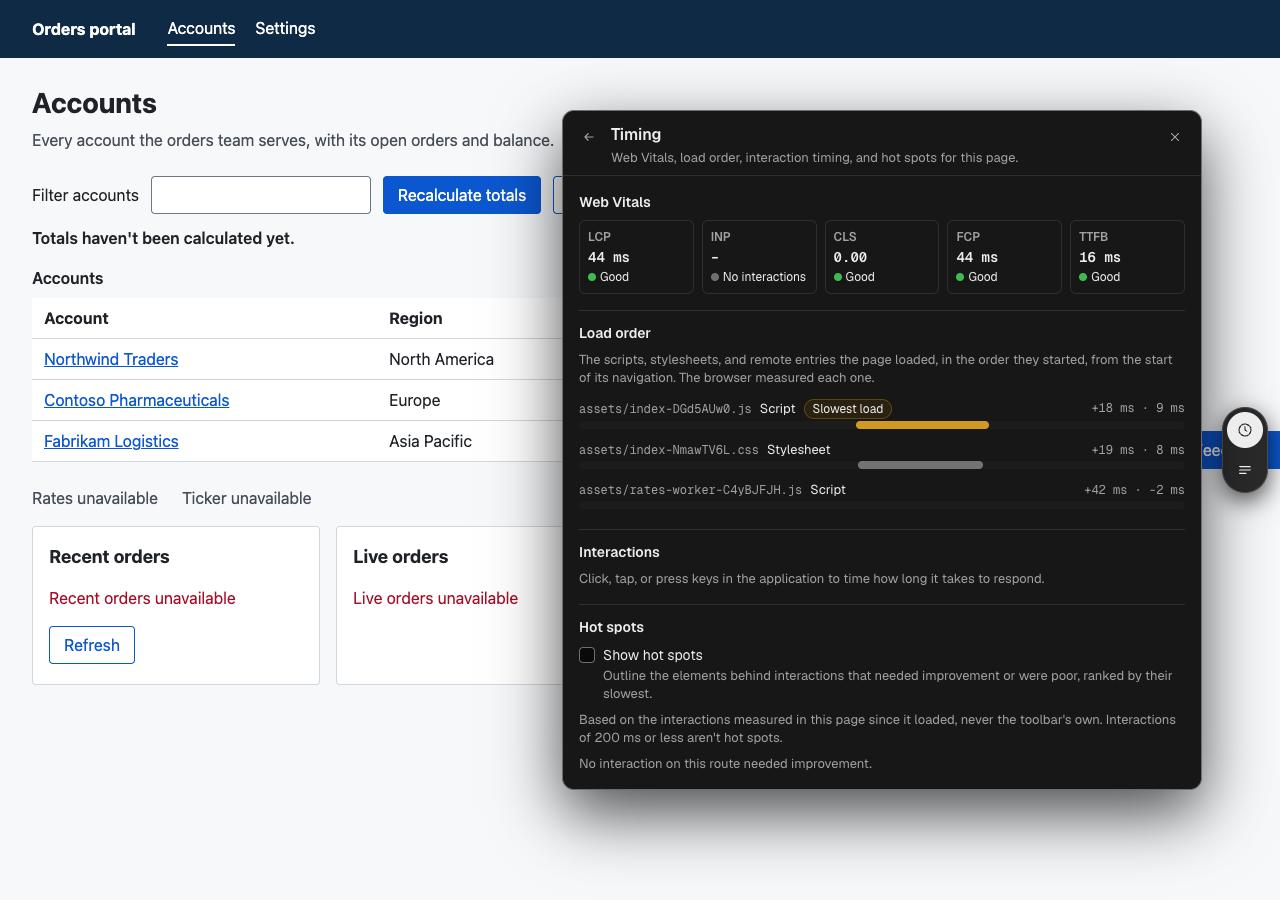 Orders portal
Accounts
Settings
Accounts
Every account the orders team serves, with its open orders and balance.
Filter accounts
Recalculate totals
Totals haven't been calculated yet.
Accounts
Account
Region
Northwind Traders
North America
Contoso Pharmaceuticals
Europe
Fabrikam Logistics
Asia Pacific
Rates unavailable
Ticker unavailable
Recent orders
Recent orders unavailable
Refresh
Live orders
Live orders unavailable
Timing
Web Vitals, load order, interaction timing, and hot spots for this page.
Web Vitals
LCP
44 ms
Good
INP
–
No interactions
CLS
0.00
Good
FCP
44 ms
Good
TTFB
16 ms
Good
Load order
The scripts, stylesheets, and remote entries the page loaded, in the order they started, from the start
of its navigation. The browser measured each one.
assets/index-DGd5AUw0.js Script Slowest load +18 ms · 9 ms
assets/index-NmawTV6L.css Stylesheet +19 ms · 8 ms
assets/rates-worker-C4yBJFJH.js Script +42 ms · -2 ms
Interactions
Click, tap, or press keys in the application to time how long it takes to respond.
Hot spots
Show hot spots
Outline the elements behind interactions that needed improvement or were poor, ranked by their
slowest.
Based on the interactions measured in this page since it loaded, never the toolbar's own. Interactions
of 200 ms or less aren't hot spots.
No interaction on this route needed improvement.